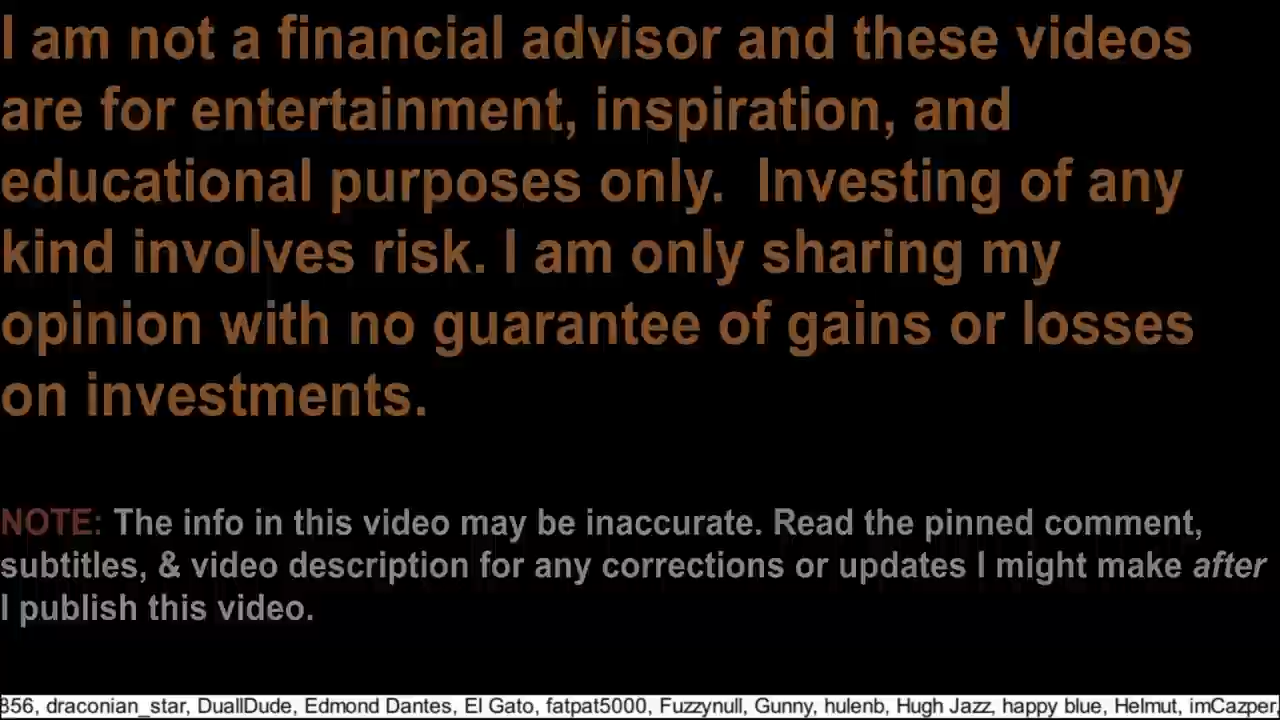 I am not a financial advisor and these videos
are for entertainment, inspiration, and
educational purposes only.  Investing of any
kind involves risk. I am only sharing my
opinion with no guarantee of gains or losses
on investments.
NOTE: The info in this video may be inaccurate. Read the pinned comment,
subtitles, & video description for any corrections or updates I might make after
I publish this video.
856, draconian_star, DuallDude, Edmond Dantes, El Gato, fatpat5000, Fuzzynull, Gunny, hulenb, Hugh Jazz, happy blue, Helmut, imCazper,